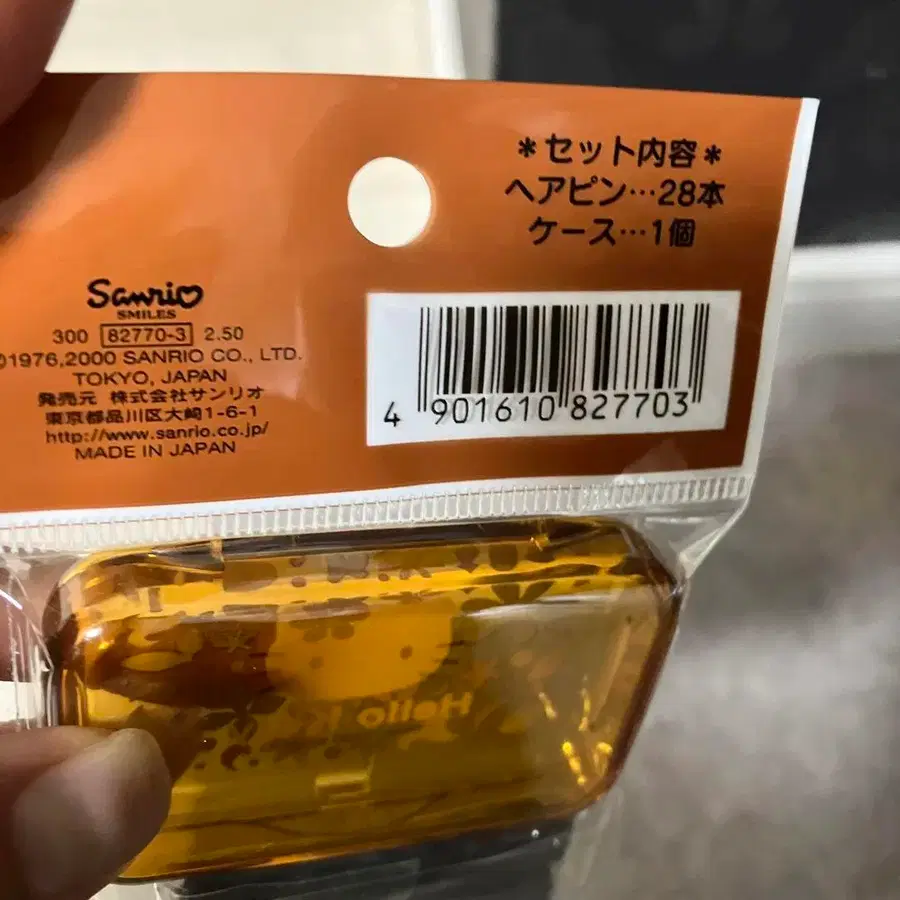 *セット内容*
ヘアピン…28本
ケース…1個
Sanrio
SMILES
300 82770-3 2.50
©1976,2000 SANRIO CO., LTD.
TOKYO, JAPAN
発売元 株式会社サンリオ
東京都品川区大崎1-6-1
http://www.sanrio.co.jp/
MADE IN JAPAN
4 901610 827703
Hello